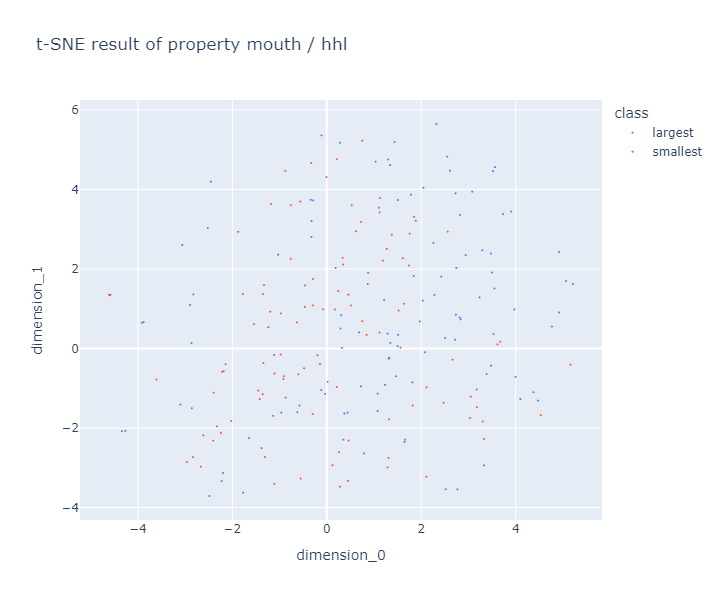 t-SNE result of property mouth / hhl
class
largest
smallest
6
4
2
0
−2
−4
−4
−2
0
2
4
dimension_1
dimension_0